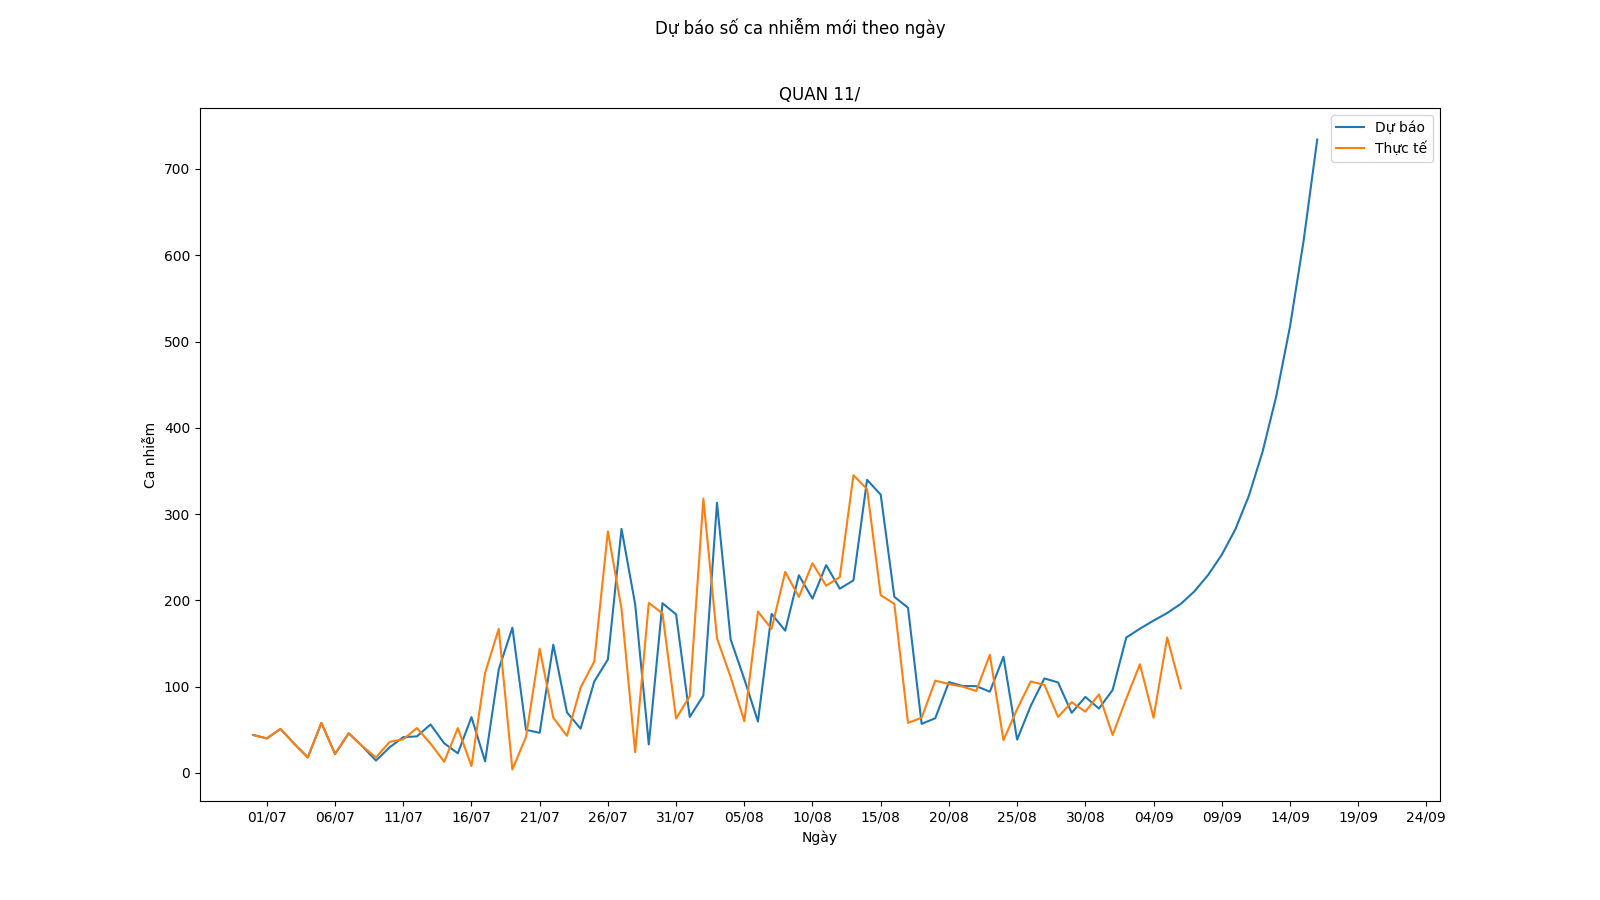 Dự báo số ca nhiễm mới theo ngày
QUAN 11/
Dự báo
Thực tế
Ca nhiễm
700
600
500
400
300
200
100
0
01/07 06/07 11/07 16/07 21/07 26/07 31/07 05/08 10/08 15/08 20/08 25/08 30/08 04/09 09/09 14/09 19/09 24/09
Ngày